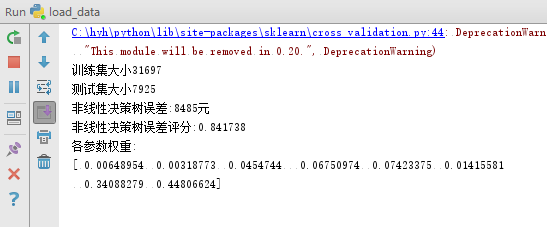 Run load_data
C:\hyh\python\lib\site-packages\sklearn\cross_validation.py:44: DeprecationWarn
"This module will be removed in 0.20.", DeprecationWarning)
训练集大小31697
测试集大小7925
非线性决策树误差:8485元
非线性决策树误差评分:0.841738
各参数权重:
[ 0.00648954 0.00318773 0.0454744 0.06750974 0.07423375 0.01415581
0.34088279 0.44806624]